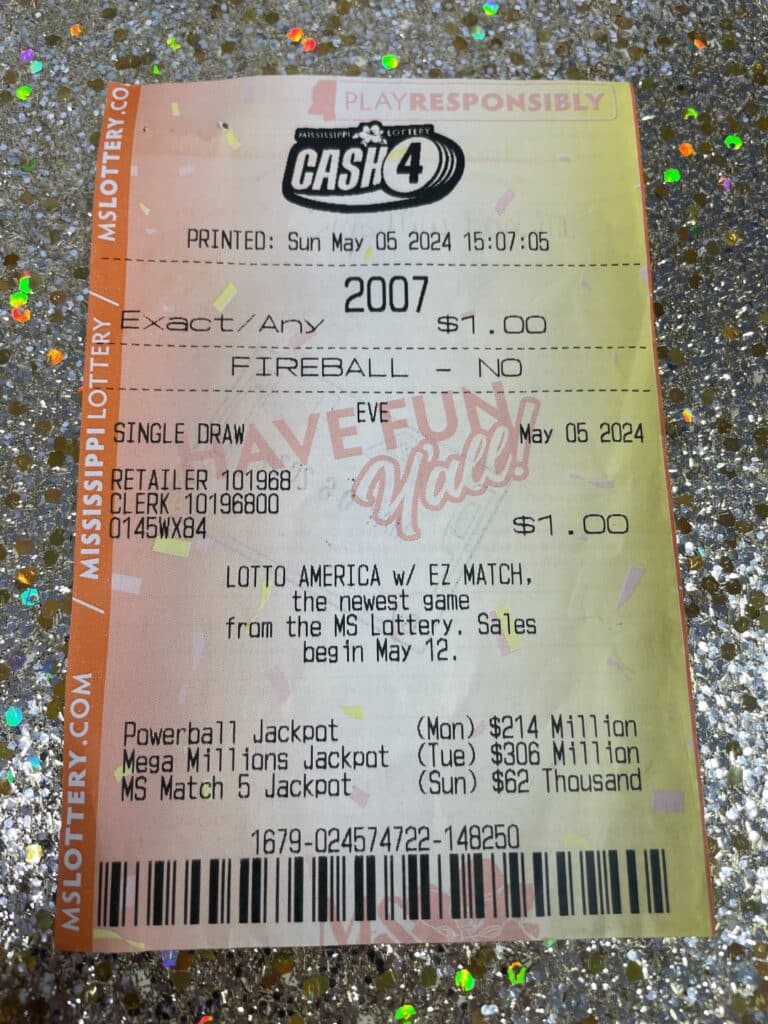 PLAYRESPONSIBLY
MISSISSIPPI LOTTERY
CASH 4
PRINTED: Sun May 05 2024 15:07:05
2007
Exact/Any $1.00
FIREBALL - NO
EVE
SINGLE DRAW May 05 2024
HAVE FUN
Y'all!
RETAILER 101968
CLERK 10196800
0145WX84 $1.00
LOTTO AMERICA w/ EZ MATCH,
the newest game
from the MS Lottery. Sales
begin May 12.
Powerball Jackpot (Mon) $214 Million
Mega Millions Jackpot (Tue) $306 Million
MS Match 5 Jackpot (Sun) $62 Thousand
1679-024574722-148250
MSLOTTERY.COM / MISSISSIPPI LOTTERY / MSLOTTERY.CO